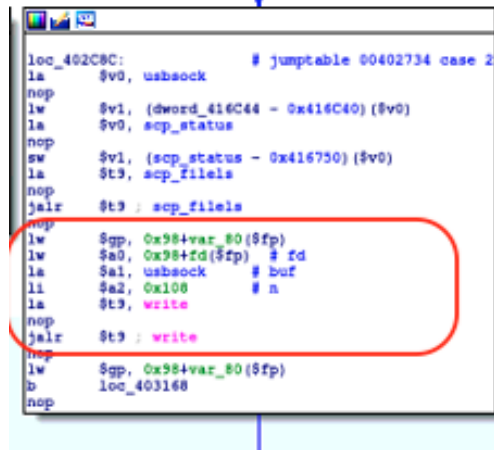 loc_402C8C: # jumptable 00402734 case 2
la $v0, usbsock
nop
lw $v1, (dword_416C44 - 0x416C40)($v0)
la $v0, scp_status
nop
sw $v1, (scp_status - 0x416750)($v0)
la $t9, scp_filels
nop
jalr $t9 ; scp_filels
nop
lw $gp, 0x98+var_80($fp)
lw $a0, 0x98+fd($fp) # fd
la $a1, usbsock # buf
li $a2, 0x108 # n
la $t9, write
nop
jalr $t9 ; write
nop
lw $gp, 0x98+var_80($fp)
b loc_403168
nop